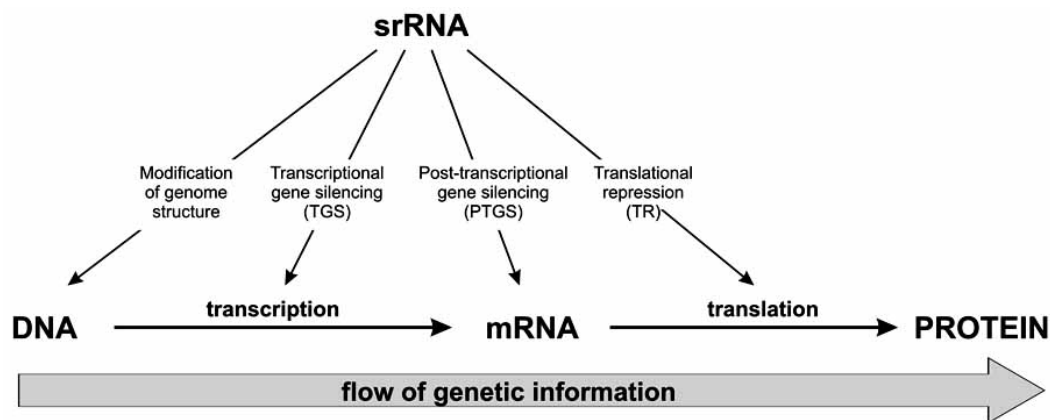 srRNA
Modification
of genome
structure
Transcriptional
gene silencing
(TGS)
Post-transcriptional
gene silencing
(PTGS)
Translational
repression
(TR)
DNA
transcription
mRNA
translation
PROTEIN
flow of genetic information